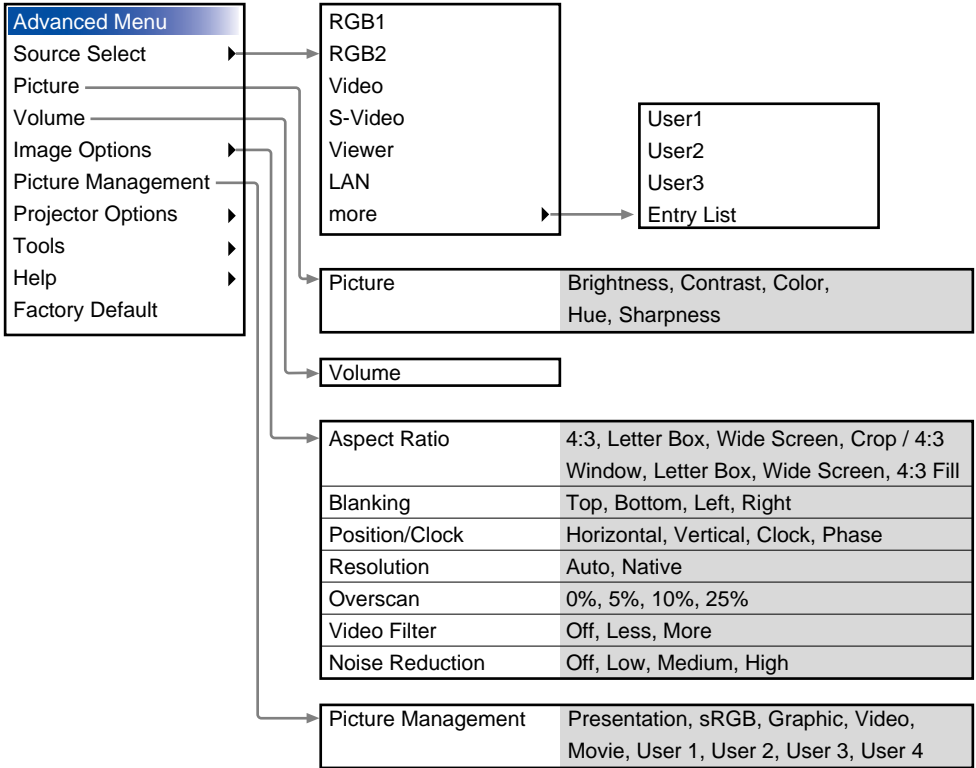 Advanced Menu
Source Select
Picture
Volume
Image Options
Picture Management
Projector Options
Tools
Help
Factory Default
RGB1
RGB2
Video
S-Video
Viewer
LAN
more
User1
User2
User3
Entry List
Picture Brightness, Contrast, Color,
Hue, Sharpness
Volume
Aspect Ratio 4:3, Letter Box, Wide Screen, Crop / 4:3
Window, Letter Box, Wide Screen, 4:3 Fill
Blanking Top, Bottom, Left, Right
Position/Clock Horizontal, Vertical, Clock, Phase
Resolution Auto, Native
Overscan 0%, 5%, 10%, 25%
Video Filter Off, Less, More
Noise Reduction Off, Low, Medium, High
Picture Management Presentation, sRGB, Graphic, Video,
Movie, User 1, User 2, User 3, User 4